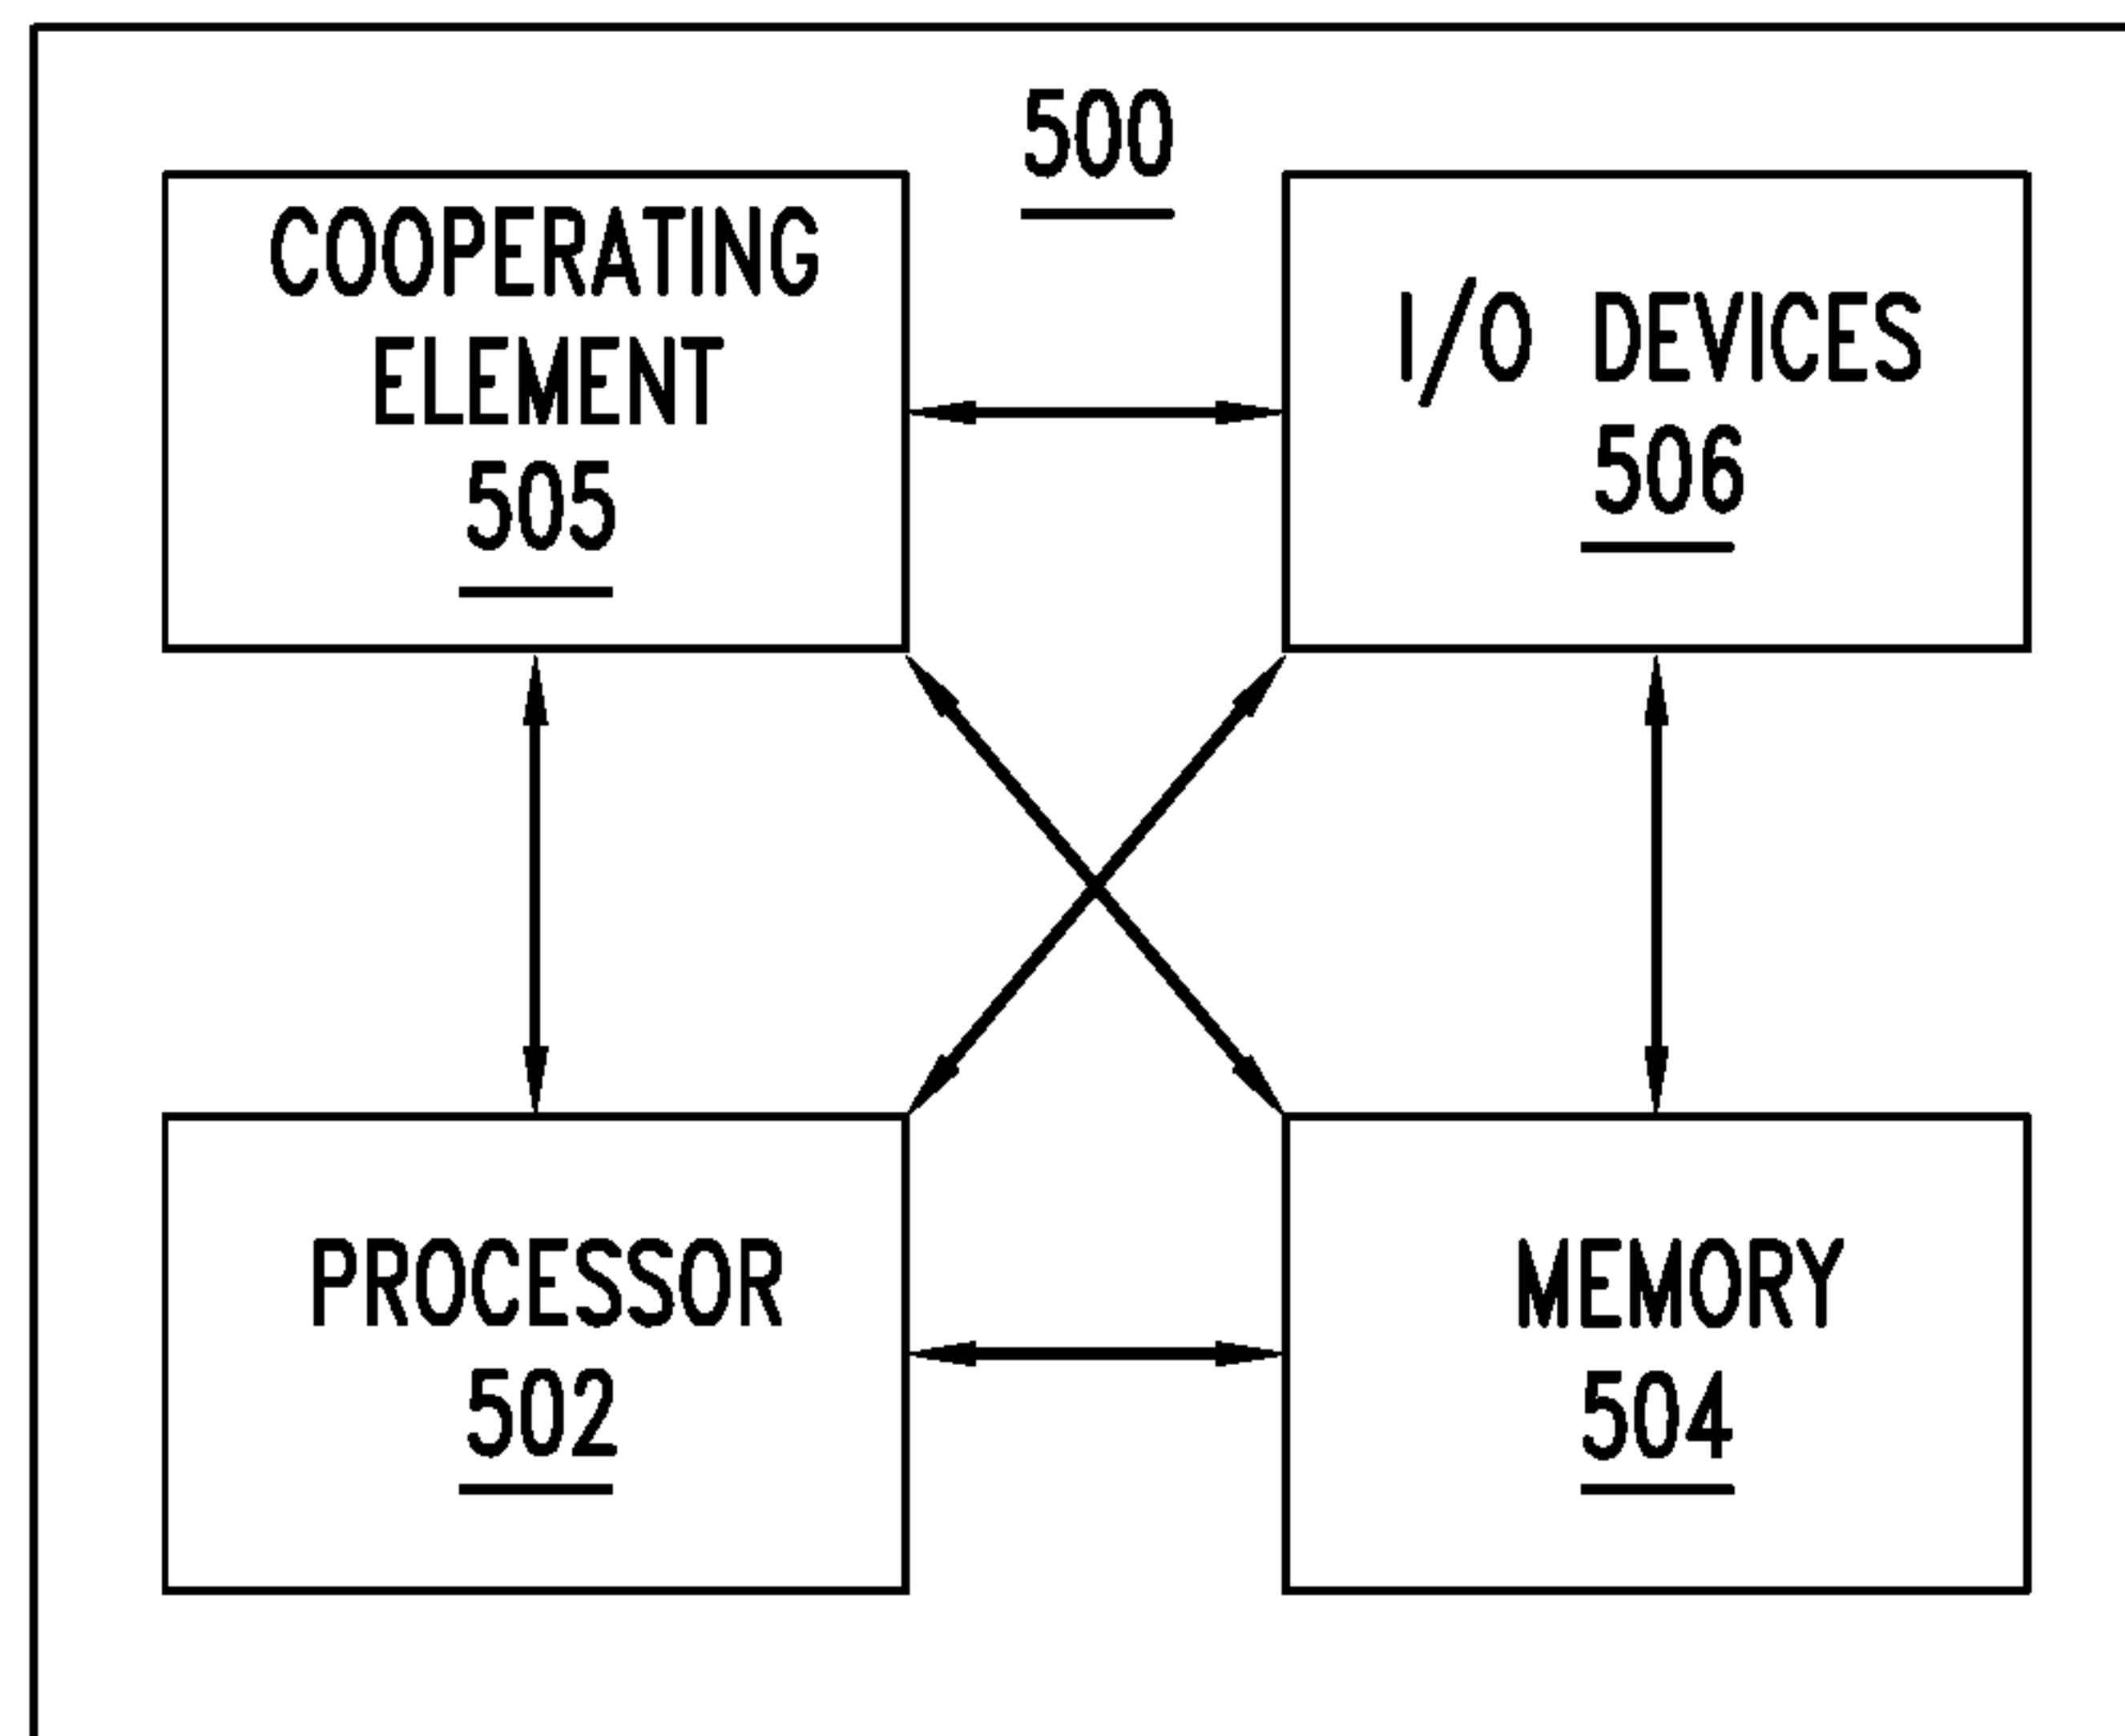 500
COOPERATING
ELEMENT
505
I/O DEVICES
506
PROCESSOR
502
MEMORY
504